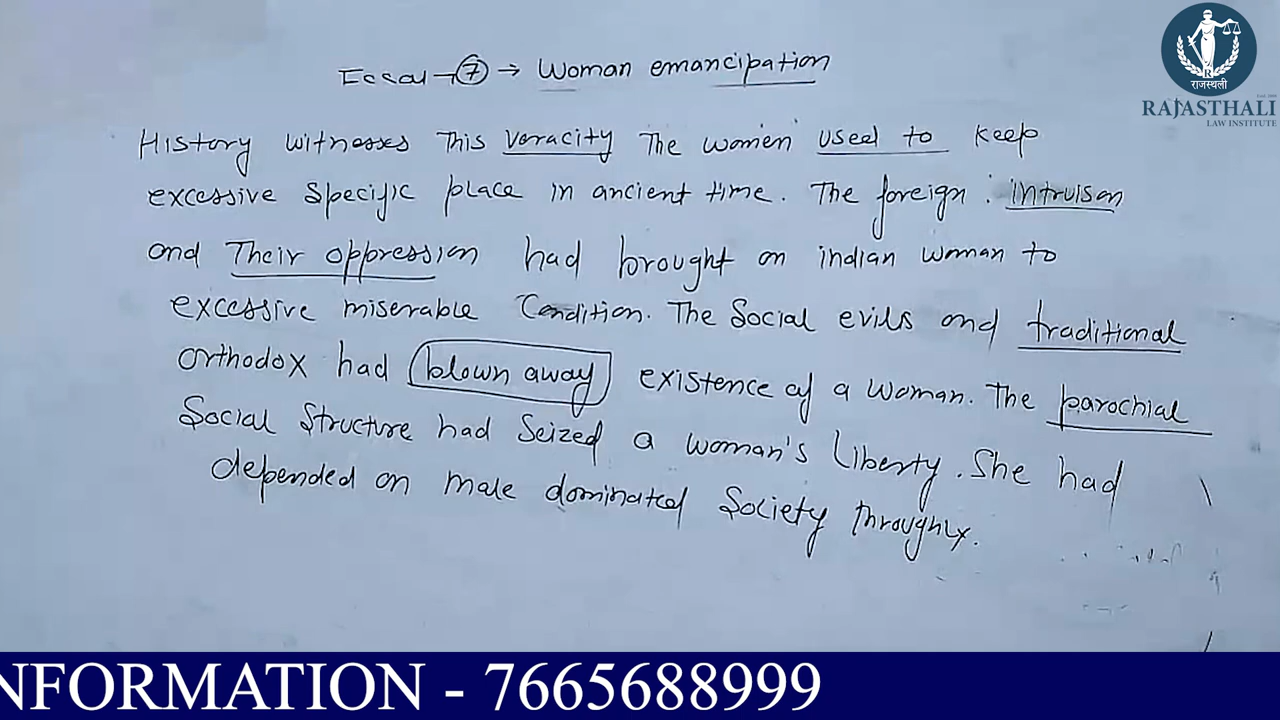 Essay → 7 → Woman emancipation
History witnesses This veracity The women used to keep
excessive specific place in ancient time. The foreign intruison
and Their oppression had brought on indian woman to
excessive miserable Condition. The Social evils and traditional
orthodox had blown away existence of a woman. The parochial
Social Structure had Seized a woman's liberty. She had
depended on male dominated Society throughly.
राजस्थली
RAJASTHALI
LAW INSTITUTE
NFORMATION - 7665688999